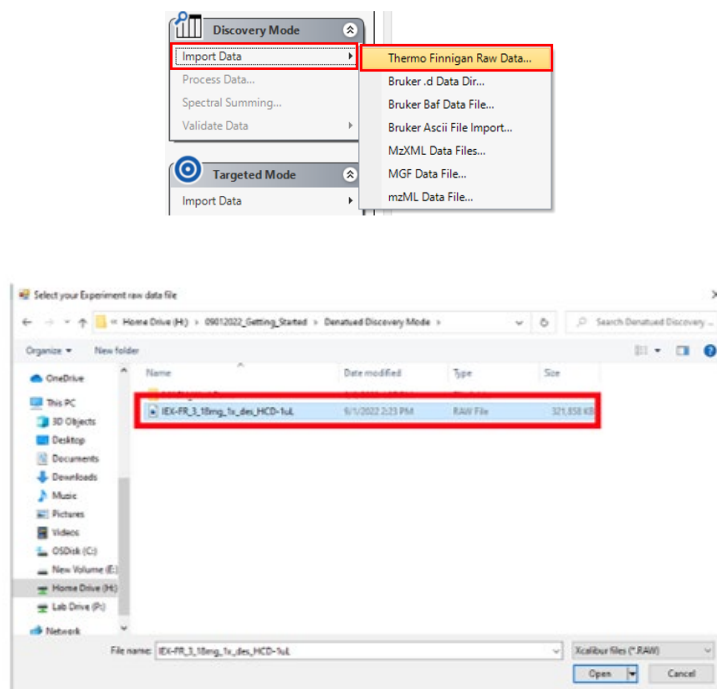 Discovery Mode
Import Data
Process Data...
Spectral Summing...
Validate Data
Targeted Mode
Import Data
Thermo Finnigan Raw Data...
Bruker .d Data Dir...
Bruker Baf Data File...
Bruker Ascii File Import...
MzXML Data Files...
MGF Data File...
mzML Data File...
Select your Experiment raw data file
Home Drive (H:) > 09012022_Getting_Started > Denatued Discovery Mode >
Search Denatued Discovery ...
Organize
New folder
Name Date modified Type Size
IEX-FR_3_18mg_1x_des_HCD-1uL 6/1/2022 2:23 PM RAW File 321,858 KB
OneDrive
This PC
3D Objects
Desktop
Documents
Downloads
Music
Pictures
Videos
OSDisk (C:)
New Volume (E:)
Home Drive (H:)
Lab Drive (P:)
Network
File name: IEX-FR_3_18mg_1x_des_HCD-1uL
Xcalibur files (*.RAW)
Open Cancel